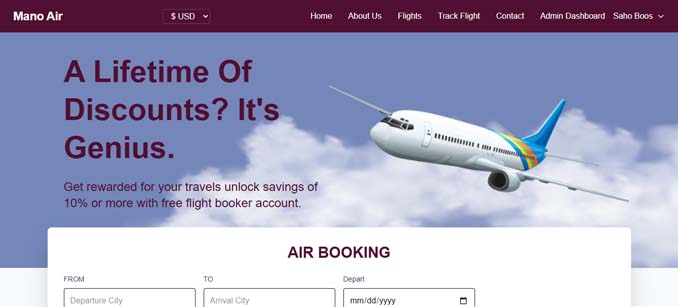 Mano Air
$ USD
Home About Us Flights Track Flight Contact Admin Dashboard Saho Boos
A Lifetime Of
Discounts? It's
Genius.
Get rewarded for your travels unlock savings of
10% or more with free flight booker account.
AIR BOOKING
FROM TO Depart
Departure City Arrival City mm/dd/yyyy